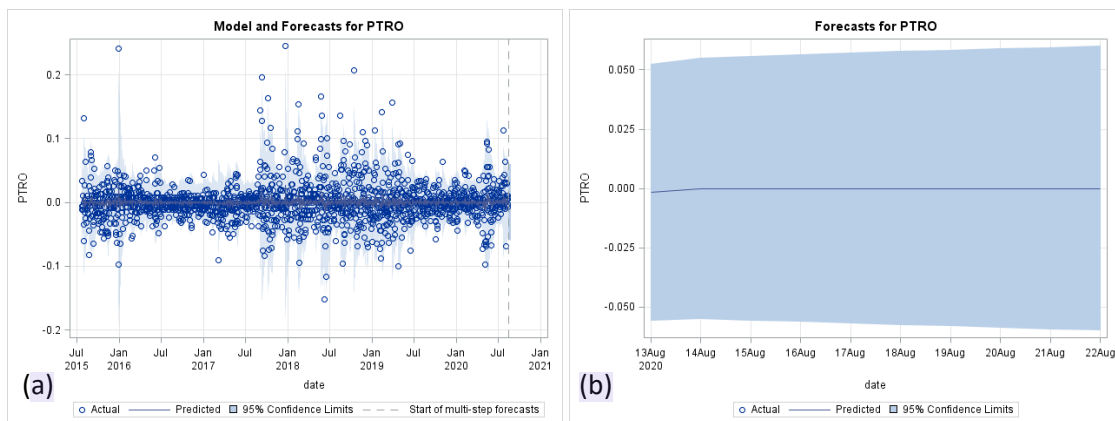 Model and Forecasts for PTRO
PTRO
0.2
0.1
0.0
-0.1
-0.2
Jul Jan Jul Jan Jul Jan Jul Jan Jul Jan Jul Jan
2015 2016 2017 2018 2019 2020 2021
date
(a)
Actual Predicted 95% Confidence Limits Start of multi-step forecasts
Forecasts for PTRO
PTRO
0.050
0.025
0.000
-0.025
-0.050
13Aug 14Aug 15Aug 16Aug 17Aug 18Aug 19Aug 20Aug 21Aug 22Aug
2020
date
(b)
Actual Predicted 95% Confidence Limits